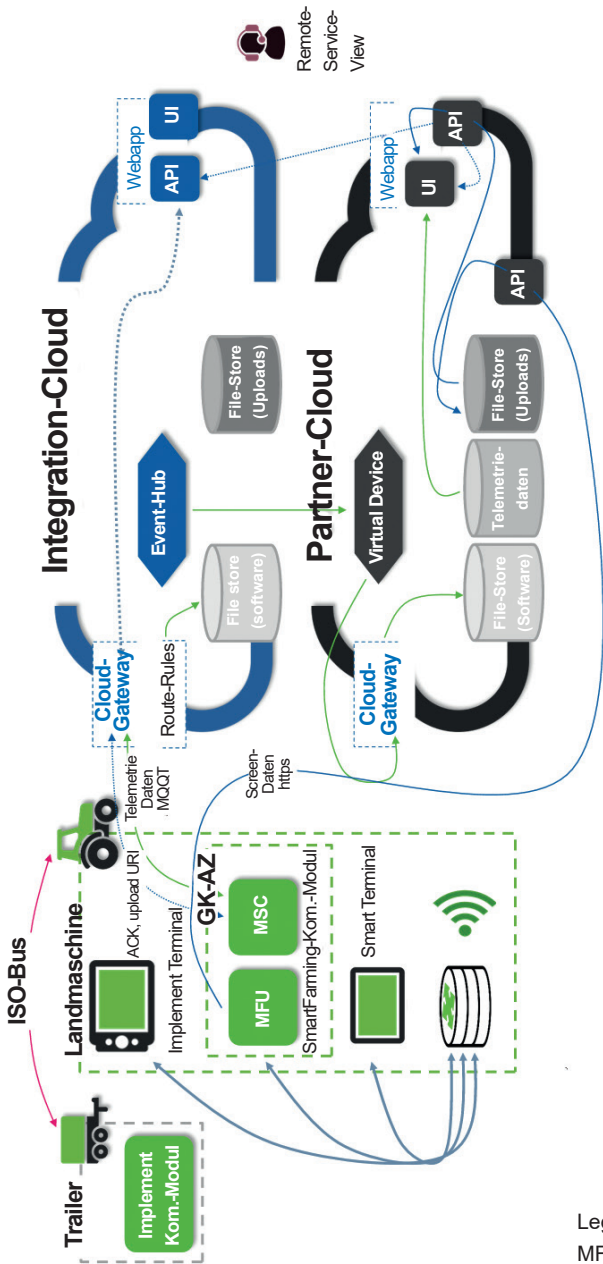 ISO-Bus
Trailer
Implement
Kom.-Modul
Landmaschine
ACK, upload URI
Implement Terminal
GK-AZ
MFU
MSC
SmartFarming-Kom.-Modul
Smart Terminal
Telemetrie
Daten
MQQT
Screen-
Daten
https
Integration-Cloud
Cloud-
Gateway
Route-Rules
Event-Hub
File store
(software)
File-Store
(Uploads)
Webapp
API
UI
Partner-Cloud
Cloud-
Gateway
Virtual Device
File-Store
(Software)
Telemetrie-
daten
File-Store
(Uploads)
Webapp
UI
API
API
Remote-
Service-
View
Leg
MF